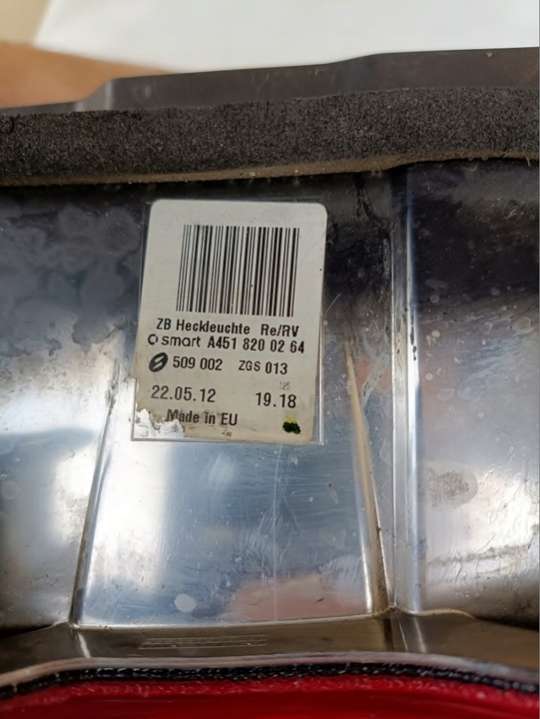 ZB Heckleuchte Re/RV
smart A451 820 02 64
509 002 ZGS 013
22.05.12 19.18
Made in EU